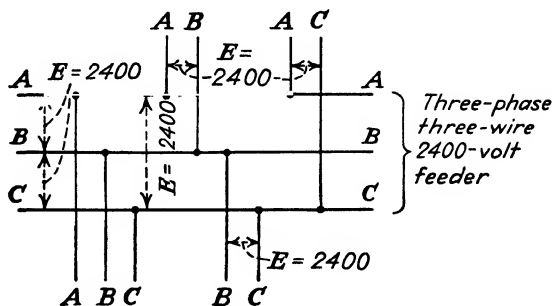 A B A C
E=
2400
E=2400
A A
B B
C C
E=2400
Three-phase
three-wire
2400-volt
feeder
E=2400
A B C B C